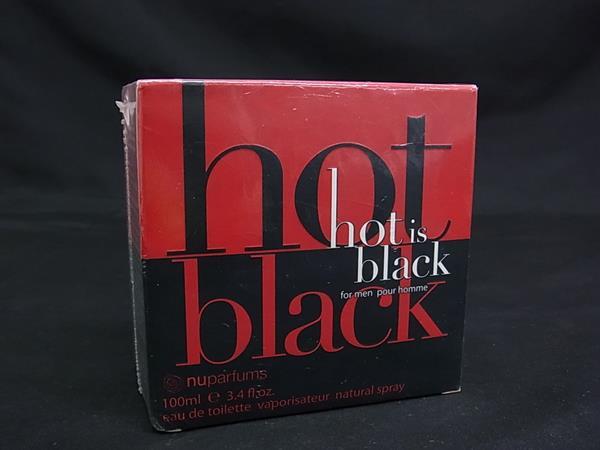 hot
black
hot is
black
for men pour homme
nuparfums
100ml ℮ 3.4 fl.oz.
eau de toilette vaporisateur natural spray